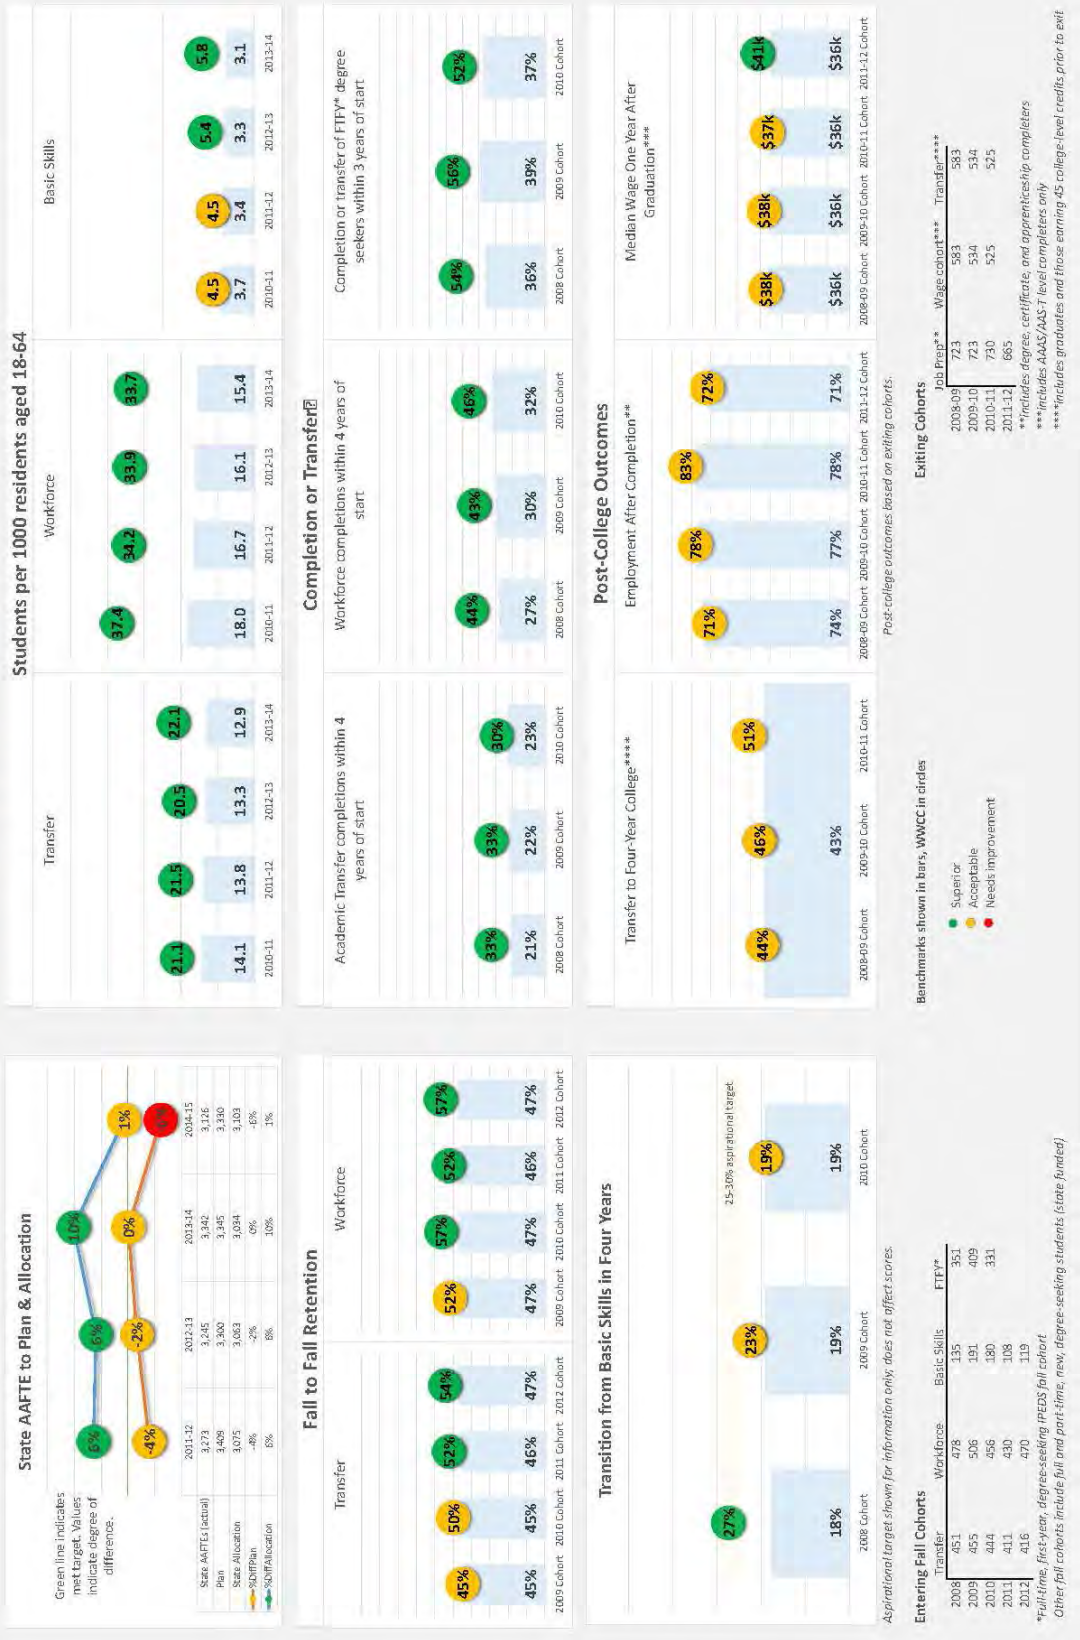 State AAFTE to Plan & Allocation
Green line indicates
met target. Values
indicate degree of
difference.
6% 6% 10% 1%
-4% -2% 0%
2011-12 2012-13 2013-14 2014-15
State AAFTEs (actual) 3,273 3,245 3,342 3,126
Plan 3,409 3,300 3,345 3,330
State Allocation 3,075 3,063 3,034 3,103
%DiffPlan -4% -2% 0% -6%
%DiffAllocation 6% 6% 10% 1%
Students per 1000 residents aged 18-64
Transfer
21.1 21.5 20.5 22.1
14.1 13.8 13.3 12.9
2010-11 2011-12 2012-13 2013-14
Workforce
37.4 34.2 33.9 33.7
18.0 16.7 16.1 15.4
2010-11 2011-12 2012-13 2013-14
Basic Skills
4.5 4.5 5.4 5.8
3.7 3.4 3.3 3.1
2010-11 2011-12 2012-13 2013-14
Fall to Fall Retention
Transfer
45% 50% 52% 54%
45% 45% 46% 47%
2009 Cohort 2010 Cohort 2011 Cohort 2012 Cohort
Workforce
52% 57% 52% 57%
47% 47% 46% 47%
2009 Cohort 2010 Cohort 2011 Cohort 2012 Cohort
Completion or Transfer
Academic Transfer completions within 4
years of start
33% 33% 30%
21% 22% 23%
2008 Cohort 2009 Cohort 2010 Cohort
Workforce completions within 4 years of
start
44% 43% 46%
27% 30% 32%
2008 Cohort 2009 Cohort 2010 Cohort
Completion or transfer of FTFY* degree
seekers within 3 years of start
54% 56% 52%
36% 39% 37%
2008 Cohort 2009 Cohort 2010 Cohort
Transition from Basic Skills in Four Years
25-30% aspirational target
27% 23% 19%
18% 19% 19%
2008 Cohort 2009 Cohort 2010 Cohort
Aspirational target shown for information only; does not affect scores.
Post-College Outcomes
Transfer to Four-Year College****
44% 46% 51%
43%
2008-09 Cohort 2009-10 Cohort 2010-11 Cohort
Employment After Completion**
71% 78% 83% 72%
74% 77% 78% 71%
2008-09 Cohort 2009-10 Cohort 2010-11 Cohort 2011-12 Cohort
Median Wage One Year After
Graduation***
$38k $38k $37k $41k
$36k $36k $36k $36k
2008-09 Cohort 2009-10 Cohort 2010-11 Cohort 2011-12 Cohort
Post-college outcomes based on exiting cohorts.
Entering Fall Cohorts
Transfer Workforce Basic Skills FTFY*
2008 451 478 135 351
2009 455 506 191 409
2010 444 456 180 331
2011 411 430 108
2012 416 470 119
*Full-time, first-year, degree-seeking IPEDS fall cohort
Other fall cohorts include full and part-time, new, degree-seeking students (state funded)
Benchmarks shown in bars, WWCC in circles
Superior
Acceptable
Needs improvement
Exiting Cohorts
Job Prep** Wage cohort*** Transfer****
2008-09 723 583 583
2009-10 723 534 534
2010-11 730 525 525
2011-12 665
**includes degree, certificate, and apprenticeship completers
***includes AAAS/AAS-T level completers only
****includes graduates and those earning 45 college-level credits prior to exit